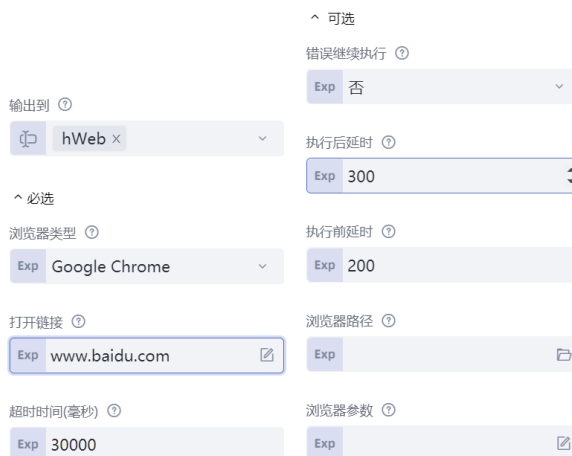 输出到
hWeb ×
必选
浏览器类型
Exp Google Chrome
打开链接
Exp www.baidu.com
超时时间(毫秒)
Exp 30000
可选
错误继续执行
Exp 否
执行后延时
Exp 300
执行前延时
Exp 200
浏览器路径
Exp
浏览器参数
Exp